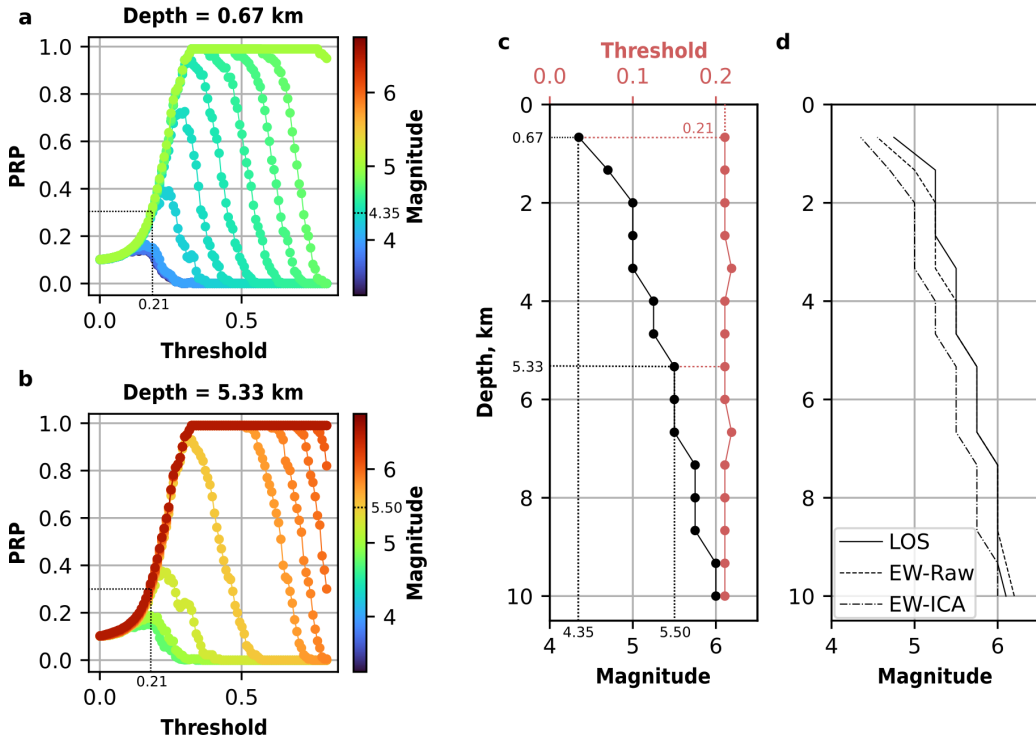 a
Depth = 0.67 km
1.0
0.8
0.6
0.4
0.2
0.0
PRP
0.0
0.21
0.5
Threshold
6
5
4.35
4
Magnitude
b
Depth = 5.33 km
1.0
0.8
0.6
0.4
0.2
0.0
PRP
0.0
0.21
0.5
Threshold
6
5.50
5
4
Magnitude
c
Threshold
0.0
0.1
0.2
0
0.67
2
4
5.33
6
8
10
Depth, km
0.21
4
4.35
5
5.50
6
Magnitude
d
0
2
4
6
8
10
LOS
EW-Raw
EW-ICA
4
5
6
Magnitude